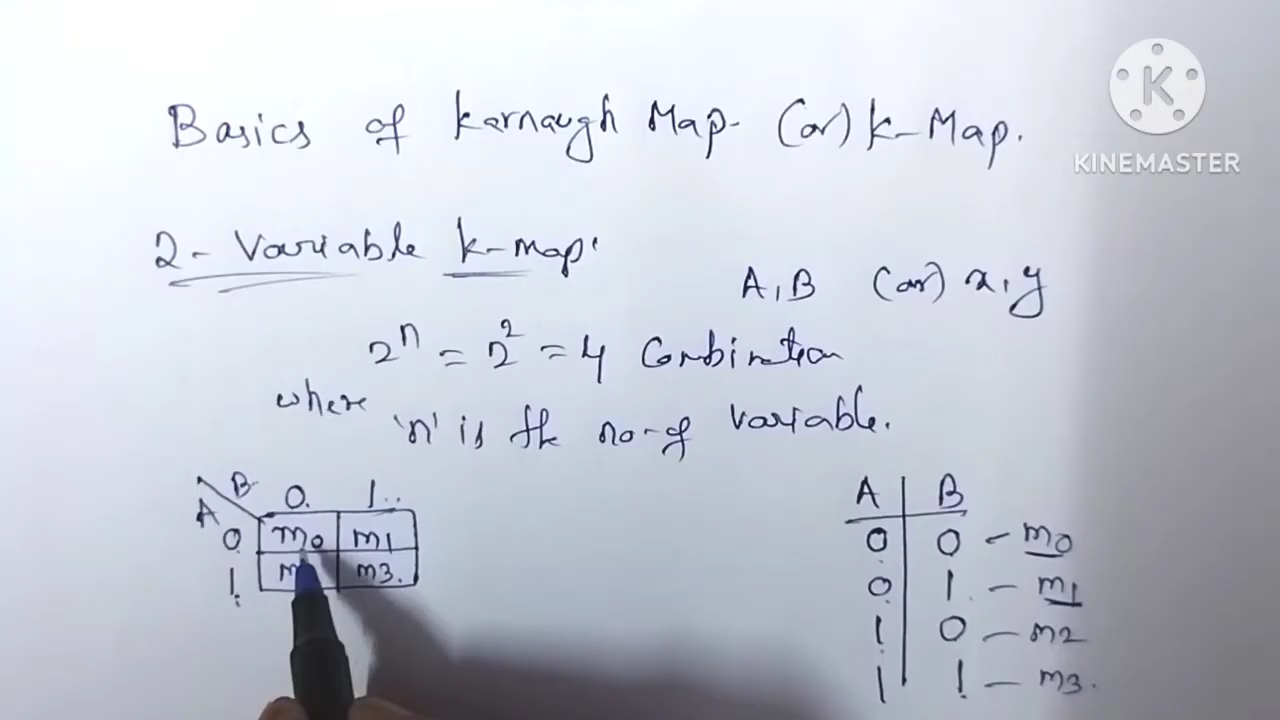 Basics of Karnaugh Map. (or) K-Map.
K
KINEMASTER
2-Variable k-map:
A, B (or) x, y
2^n = 2^2 = 4 Combination
where 'n' is the no-of variable.
B
A
0. 1..
0 m0 m1
1 m m3.
A B
0 0 - m0
0 1 - m1
1 0 - m2
1 1 - m3.